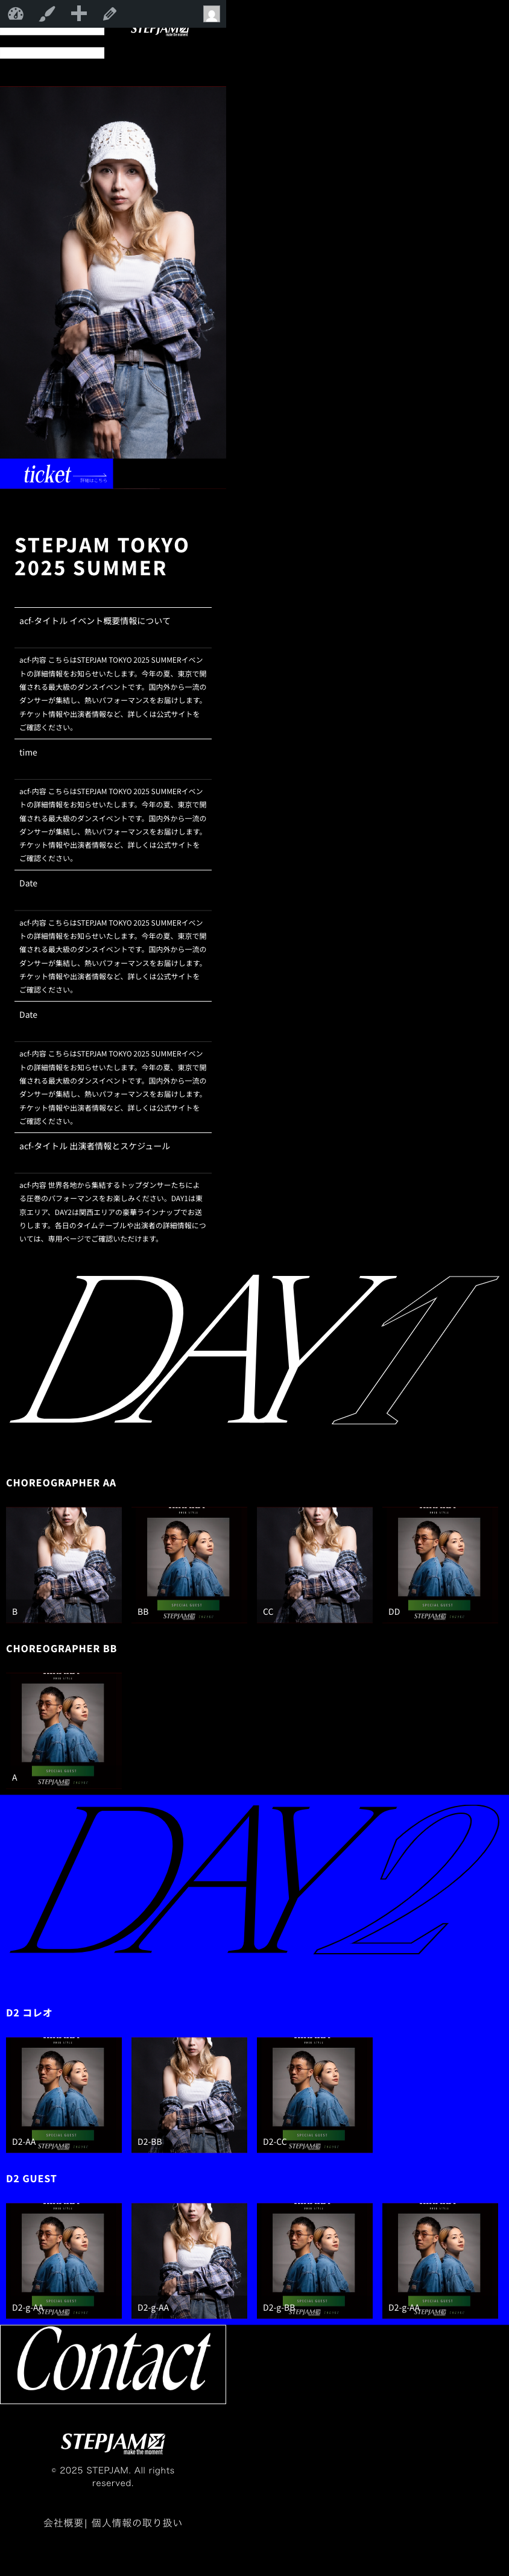 STEPJAM
ticket
詳細はこちら
STEPJAM TOKYO
2025 SUMMER
acf-タイトル イベント概要情報について
acf-内容 こちらはSTEPJAM TOKYO 2025 SUMMERイベン
トの詳細情報をお知らせいたします。今年の夏、東京で開
催される最大級のダンスイベントです。国内外から一流の
ダンサーが集結し、熱いパフォーマンスをお届けします。
チケット情報や出演者情報など、詳しくは公式サイトを
ご確認ください。
time
acf-内容 こちらはSTEPJAM TOKYO 2025 SUMMERイベン
トの詳細情報をお知らせいたします。今年の夏、東京で開
催される最大級のダンスイベントです。国内外から一流の
ダンサーが集結し、熱いパフォーマンスをお届けします。
チケット情報や出演者情報など、詳しくは公式サイトを
ご確認ください。
Date
acf-内容 こちらはSTEPJAM TOKYO 2025 SUMMERイベン
トの詳細情報をお知らせいたします。今年の夏、東京で開
催される最大級のダンスイベントです。国内外から一流の
ダンサーが集結し、熱いパフォーマンスをお届けします。
チケット情報や出演者情報など、詳しくは公式サイトを
ご確認ください。
Date
acf-内容 こちらはSTEPJAM TOKYO 2025 SUMMERイベン
トの詳細情報をお知らせいたします。今年の夏、東京で開
催される最大級のダンスイベントです。国内外から一流の
ダンサーが集結し、熱いパフォーマンスをお届けします。
チケット情報や出演者情報など、詳しくは公式サイトを
ご確認ください。
acf-タイトル 出演者情報とスケジュール
acf-内容 世界各地から集結するトップダンサーたちによ
る圧巻のパフォーマンスをお楽しみください。DAY1は東
京エリア、DAY2は関西エリアの豪華ラインナップでお送
りします。各日のタイムテーブルや出演者の詳細情報につ
いては、専用ページでご確認いただけます。
DAY1
CHOREOGRAPHER AA
B
SPECIAL GUEST
BB
STEPJAM
CC
SPECIAL GUEST
DD
STEPJAM
CHOREOGRAPHER BB
SPECIAL GUEST
A
STEPJAM
DAY2
D2 コレオ
SPECIAL GUEST
D2-AA
STEPJAM
D2-BB
SPECIAL GUEST
D2-CC
STEPJAM
D2 GUEST
SPECIAL GUEST
D2-g-AA
STEPJAM
D2-g-AA
SPECIAL GUEST
D2-g-BB
STEPJAM
SPECIAL GUEST
D2-g-AA
STEPJAM
Contact
STEPJAM
make the moment
© 2025 STEPJAM. All rights
reserved.
会社概要| 個人情報の取り扱い